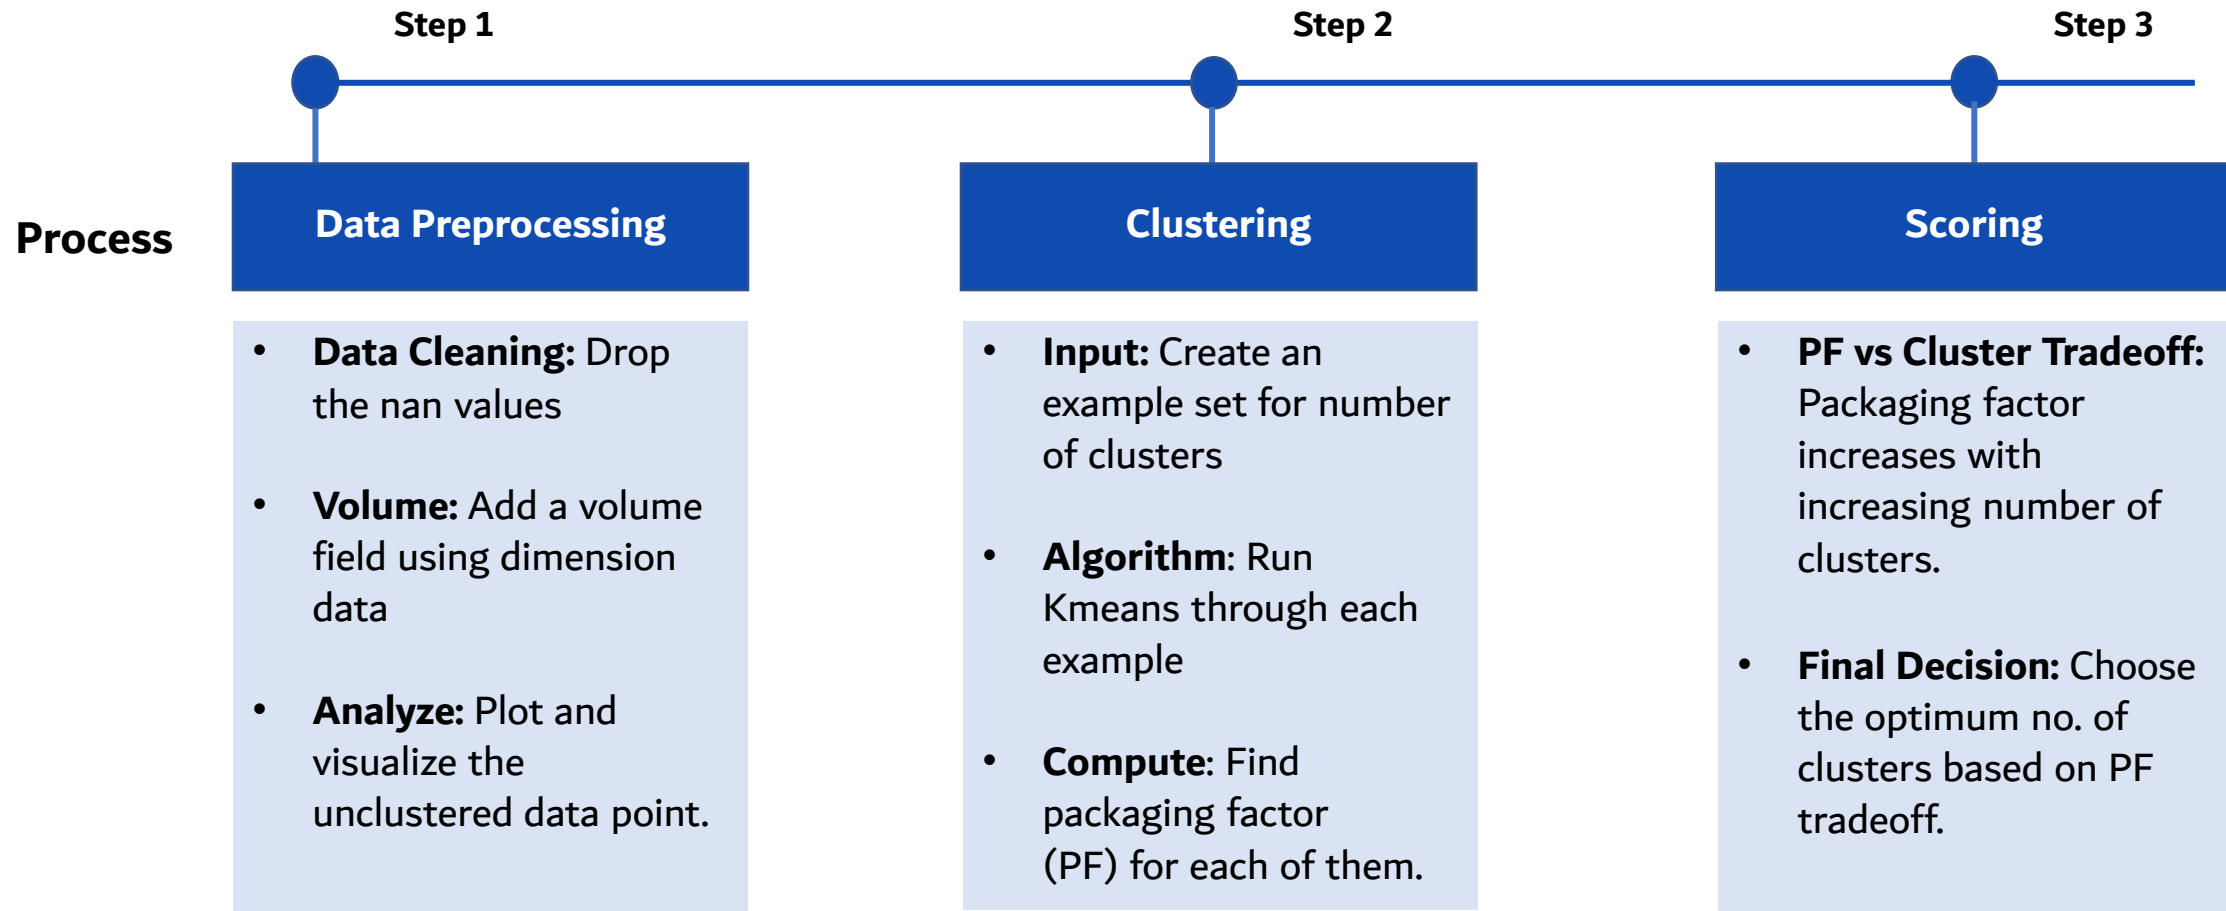 Step 1
Step 2
Step 3
Process
Data Preprocessing
Clustering
Scoring
• Data Cleaning: Drop
the nan values
• Volume: Add a volume
field using dimension
data
• Analyze: Plot and
visualize the
unclustered data point.
• Input: Create an
example set for number
of clusters
• Algorithm: Run
Kmeans through each
example
• Compute: Find
packaging factor
(PF) for each of them.
• PF vs Cluster Tradeoff:
Packaging factor
increases with
increasing number of
clusters.
• Final Decision: Choose
the optimum no. of
clusters based on PF
tradeoff.